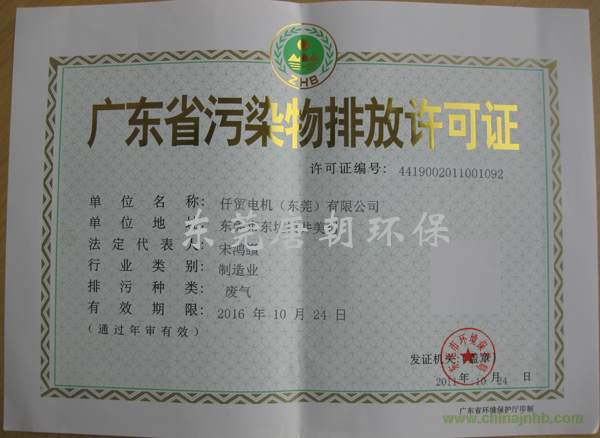 ZHB
广东省污染物排放许可证
许可证编号: 4419002011001092
单位名称: 仟贸电机（东莞）有限公司
单位地址
法定代表人: 宋鸿
行业类别: 制造业
排污种类: 废气
有效期限: 2016 年 10 月 24 日
（通过年审有效）
东莞唐朝环保
发证机关:（盖章）
市环境保
2011 年 10 月 24 日
广东省环境保护厅印制
www.chinajnhb.com